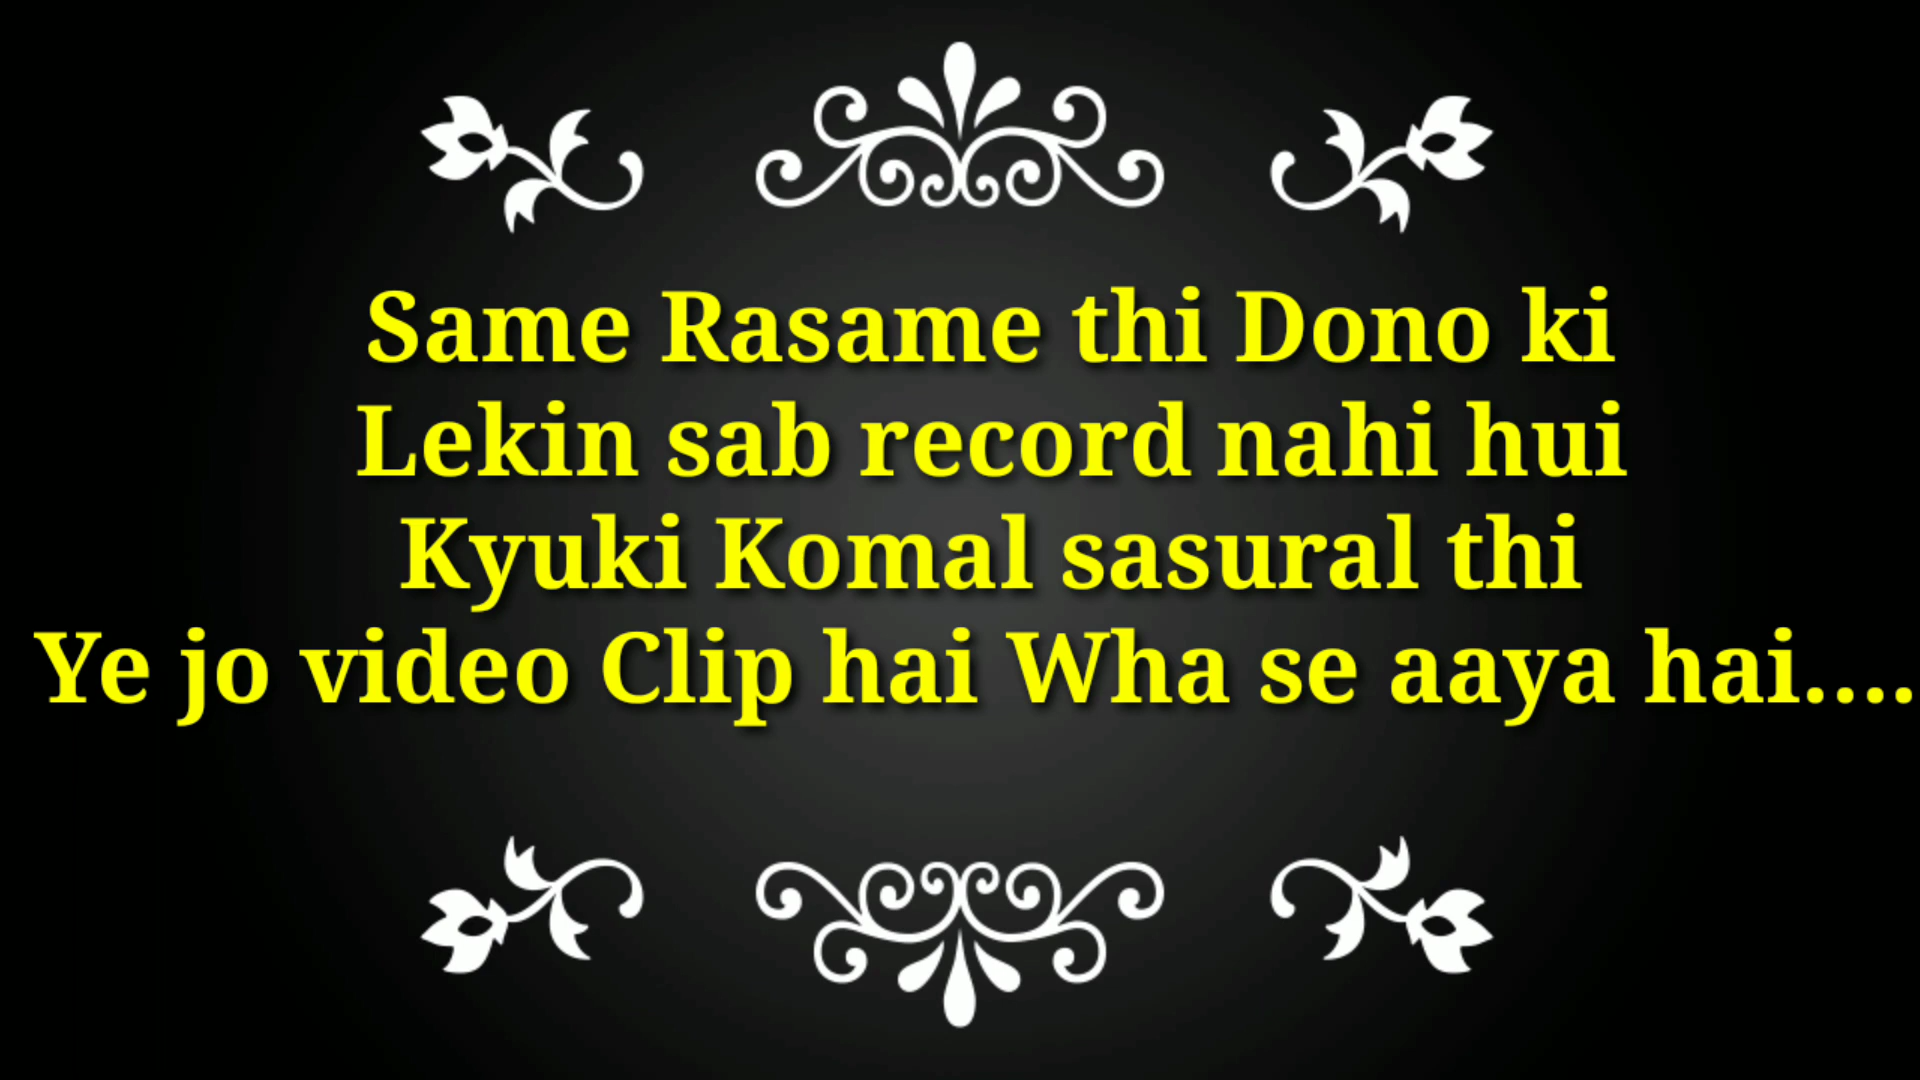 Same Rasame thi Dono ki
Lekin sab record nahi hui
Kyuki Komal sasural thi
Ye jo video Clip hai Wha se aaya hai....